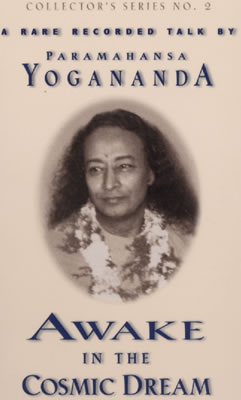 COLLECTOR'S SERIES NO. 2
A RARE RECORDED TALK BY
PARAMAHANSA
YOGANANDA
AWAKE
IN THE
COSMIC DREAM